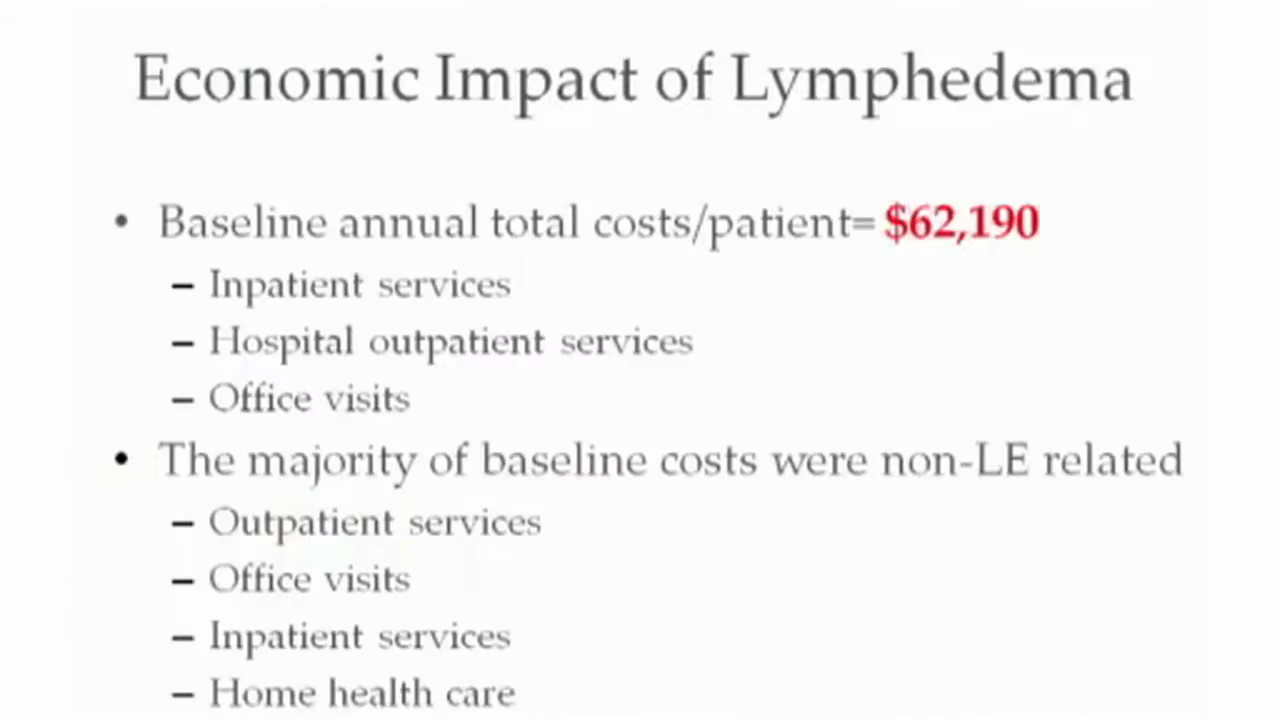 Economic Impact of Lymphedema
• Baseline annual total costs/patient= $62,190
– Inpatient services
– Hospital outpatient services
– Office visits
• The majority of baseline costs were non-LE related
– Outpatient services
– Office visits
– Inpatient services
– Home health care